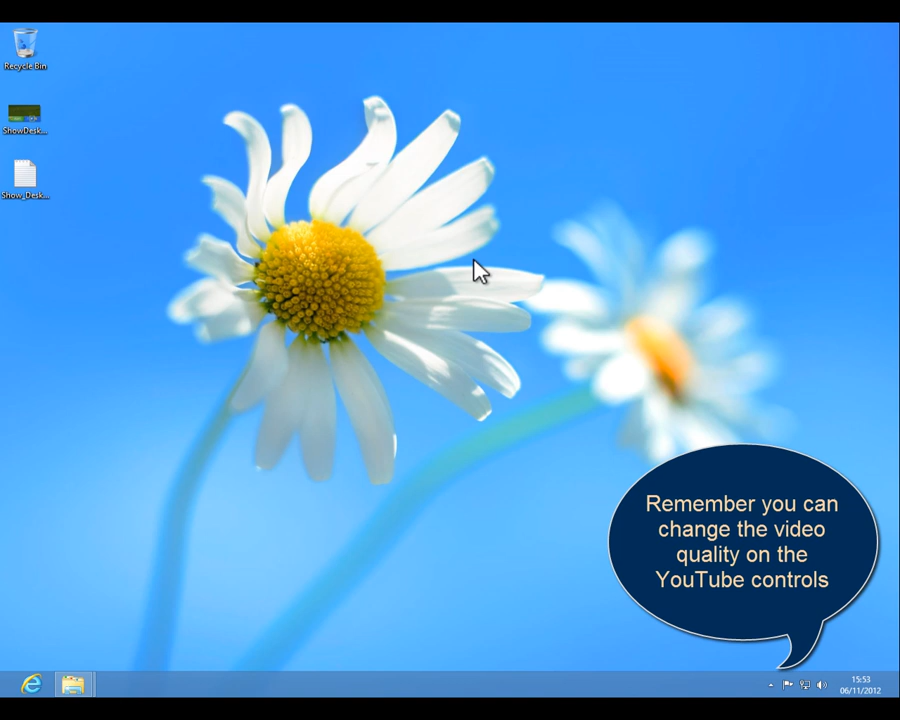 Recycle Bin
ShowDesk...
Show_Desk...
Remember you can
change the video
quality on the
YouTube controls
15:53
06/11/2012